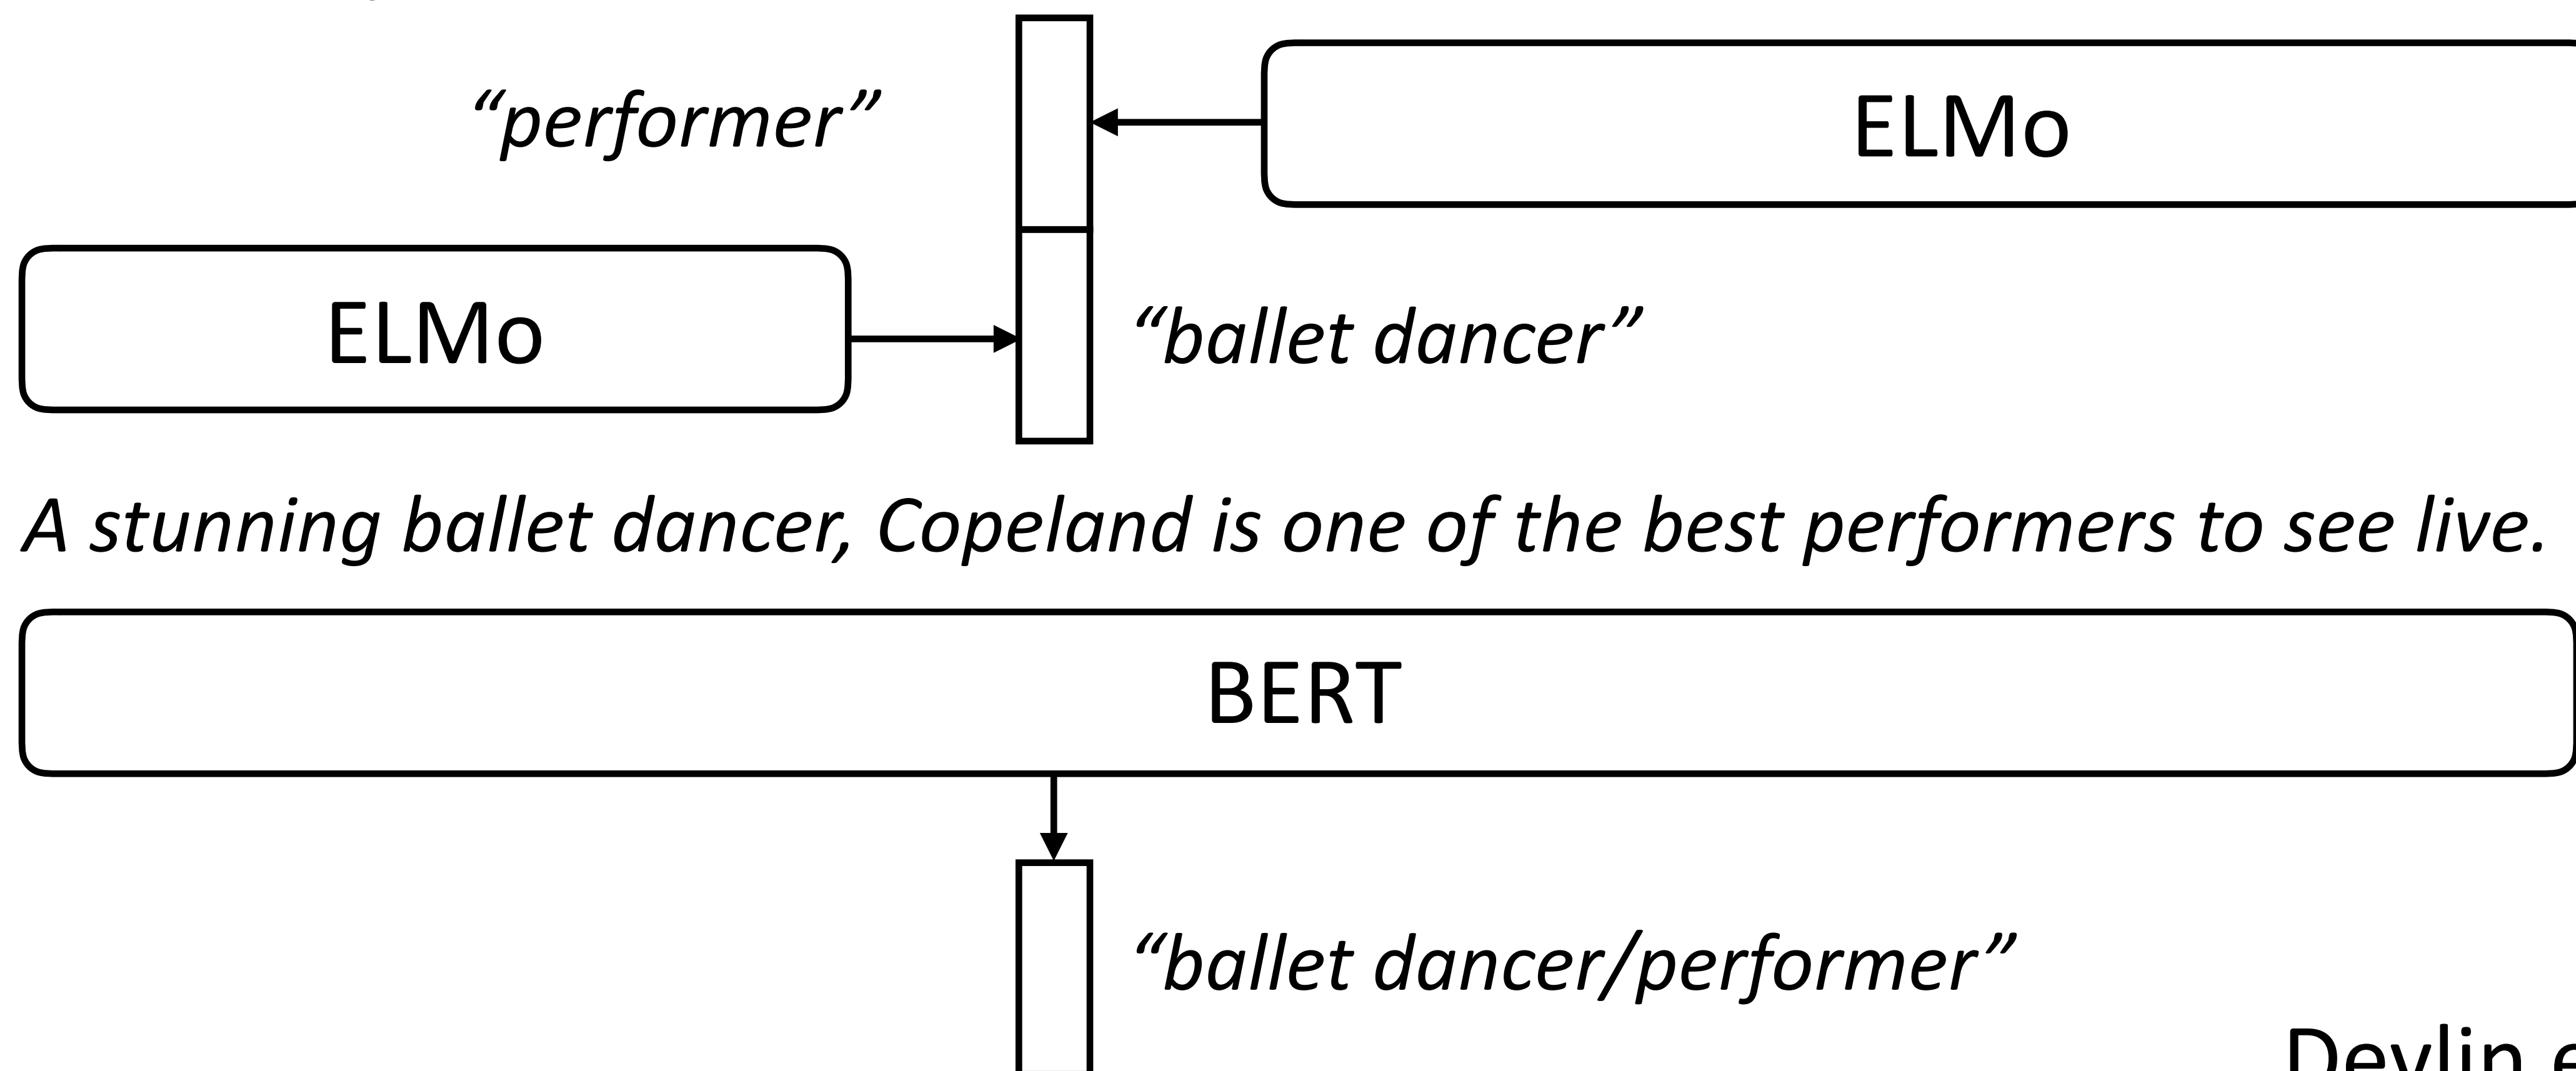 “performer”
ELMo
ELMo
“ballet dancer”
A stunning ballet dancer, Copeland is one of the best performers to see live.
BERT
“ballet dancer/performer”
Devlin